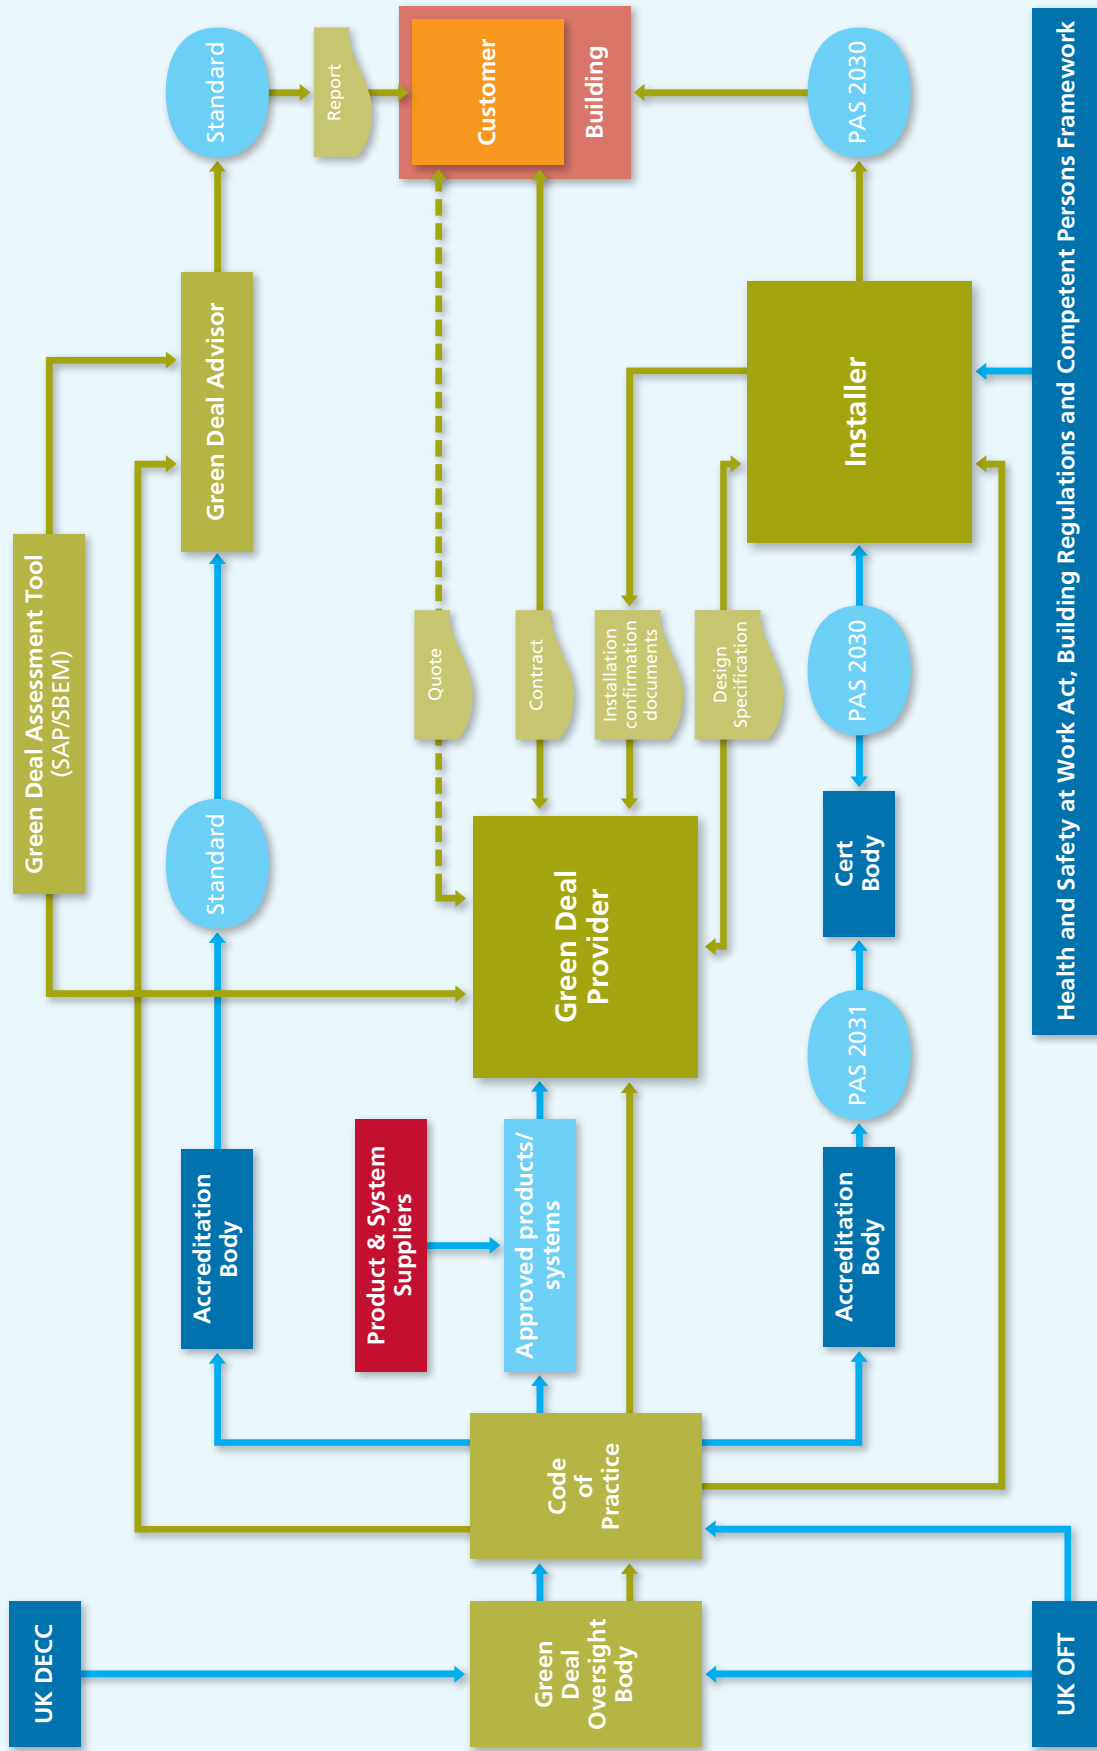 UK DECC
Green
Deal
Oversight
Body
UK OFT
Code
of
Practice
Accreditation
Body
Product & System
Suppliers
Approved products/
systems
Accreditation
Body
Green Deal Assessment Tool
(SAP/SBEM)
Standard
Green Deal
Provider
PAS 2031
Cert
Body
Quote
Contract
Installation
confirmation
documents
Design
Specification
PAS 2030
Green Deal Advisor
Installer
Standard
Report
Customer
Building
PAS 2030
Health and Safety at Work Act, Building Regulations and Competent Persons Framework